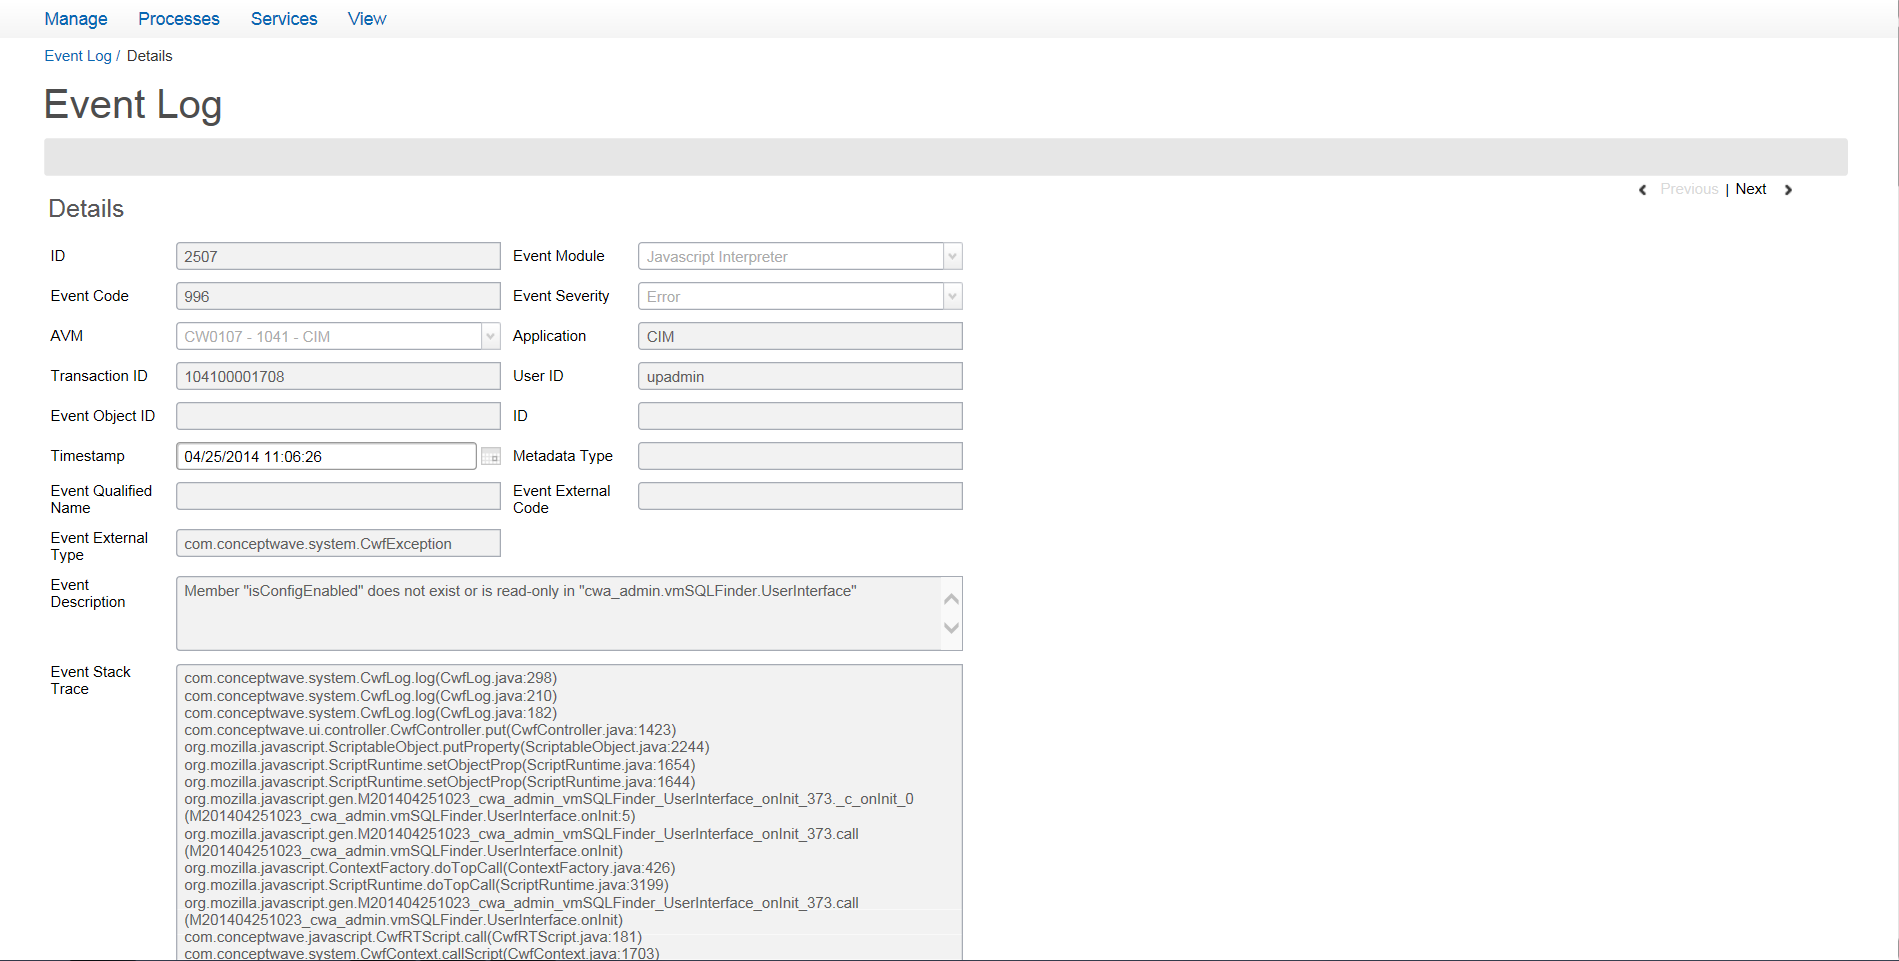 Manage Processes Services View
Event Log / Details
Event Log
Previous | Next
Details
ID 2507 Event Module Javascript Interpreter
Event Code 996 Event Severity Error
AVM CW0107 - 1041 - CIM Application CIM
Transaction ID 104100001708 User ID upadmin
Event Object ID ID
Timestamp 04/25/2014 11:06:26 Metadata Type
Event Qualified Name Event External Code
Event External Type com.conceptwave.system.CwfException
Event Description Member "isConfigEnabled" does not exist or is read-only in "cwa_admin.vmSQLFinder.UserInterface"
Event Stack Trace
com.conceptwave.system.CwfLog.log(CwfLog.java:298)
com.conceptwave.system.CwfLog.log(CwfLog.java:210)
com.conceptwave.system.CwfLog.log(CwfLog.java:182)
com.conceptwave.ui.controller.CwfController.put(CwfController.java:1423)
org.mozilla.javascript.ScriptableObject.putProperty(ScriptableObject.java:2244)
org.mozilla.javascript.ScriptRuntime.setObjectProp(ScriptRuntime.java:1654)
org.mozilla.javascript.ScriptRuntime.setObjectProp(ScriptRuntime.java:1644)
org.mozilla.javascript.gen.M201404251023_cwa_admin_vmSQLFinder_UserInterface_onInit_373._c_onInit_0
(M201404251023_cwa_admin.vmSQLFinder.UserInterface.onInit:5)
org.mozilla.javascript.gen.M201404251023_cwa_admin_vmSQLFinder_UserInterface_onInit_373.call
(M201404251023_cwa_admin.vmSQLFinder.UserInterface.onInit)
org.mozilla.javascript.ContextFactory.doTopCall(ContextFactory.java:426)
org.mozilla.javascript.ScriptRuntime.doTopCall(ScriptRuntime.java:3199)
org.mozilla.javascript.gen.M201404251023_cwa_admin_vmSQLFinder_UserInterface_onInit_373.call
(M201404251023_cwa_admin.vmSQLFinder.UserInterface.onInit)
com.conceptwave.javascript.CwfRTScript.call(CwfRTScript.java:181)
com.conceptwave.system.CwfContext.callScript(CwfContext.java:1703)